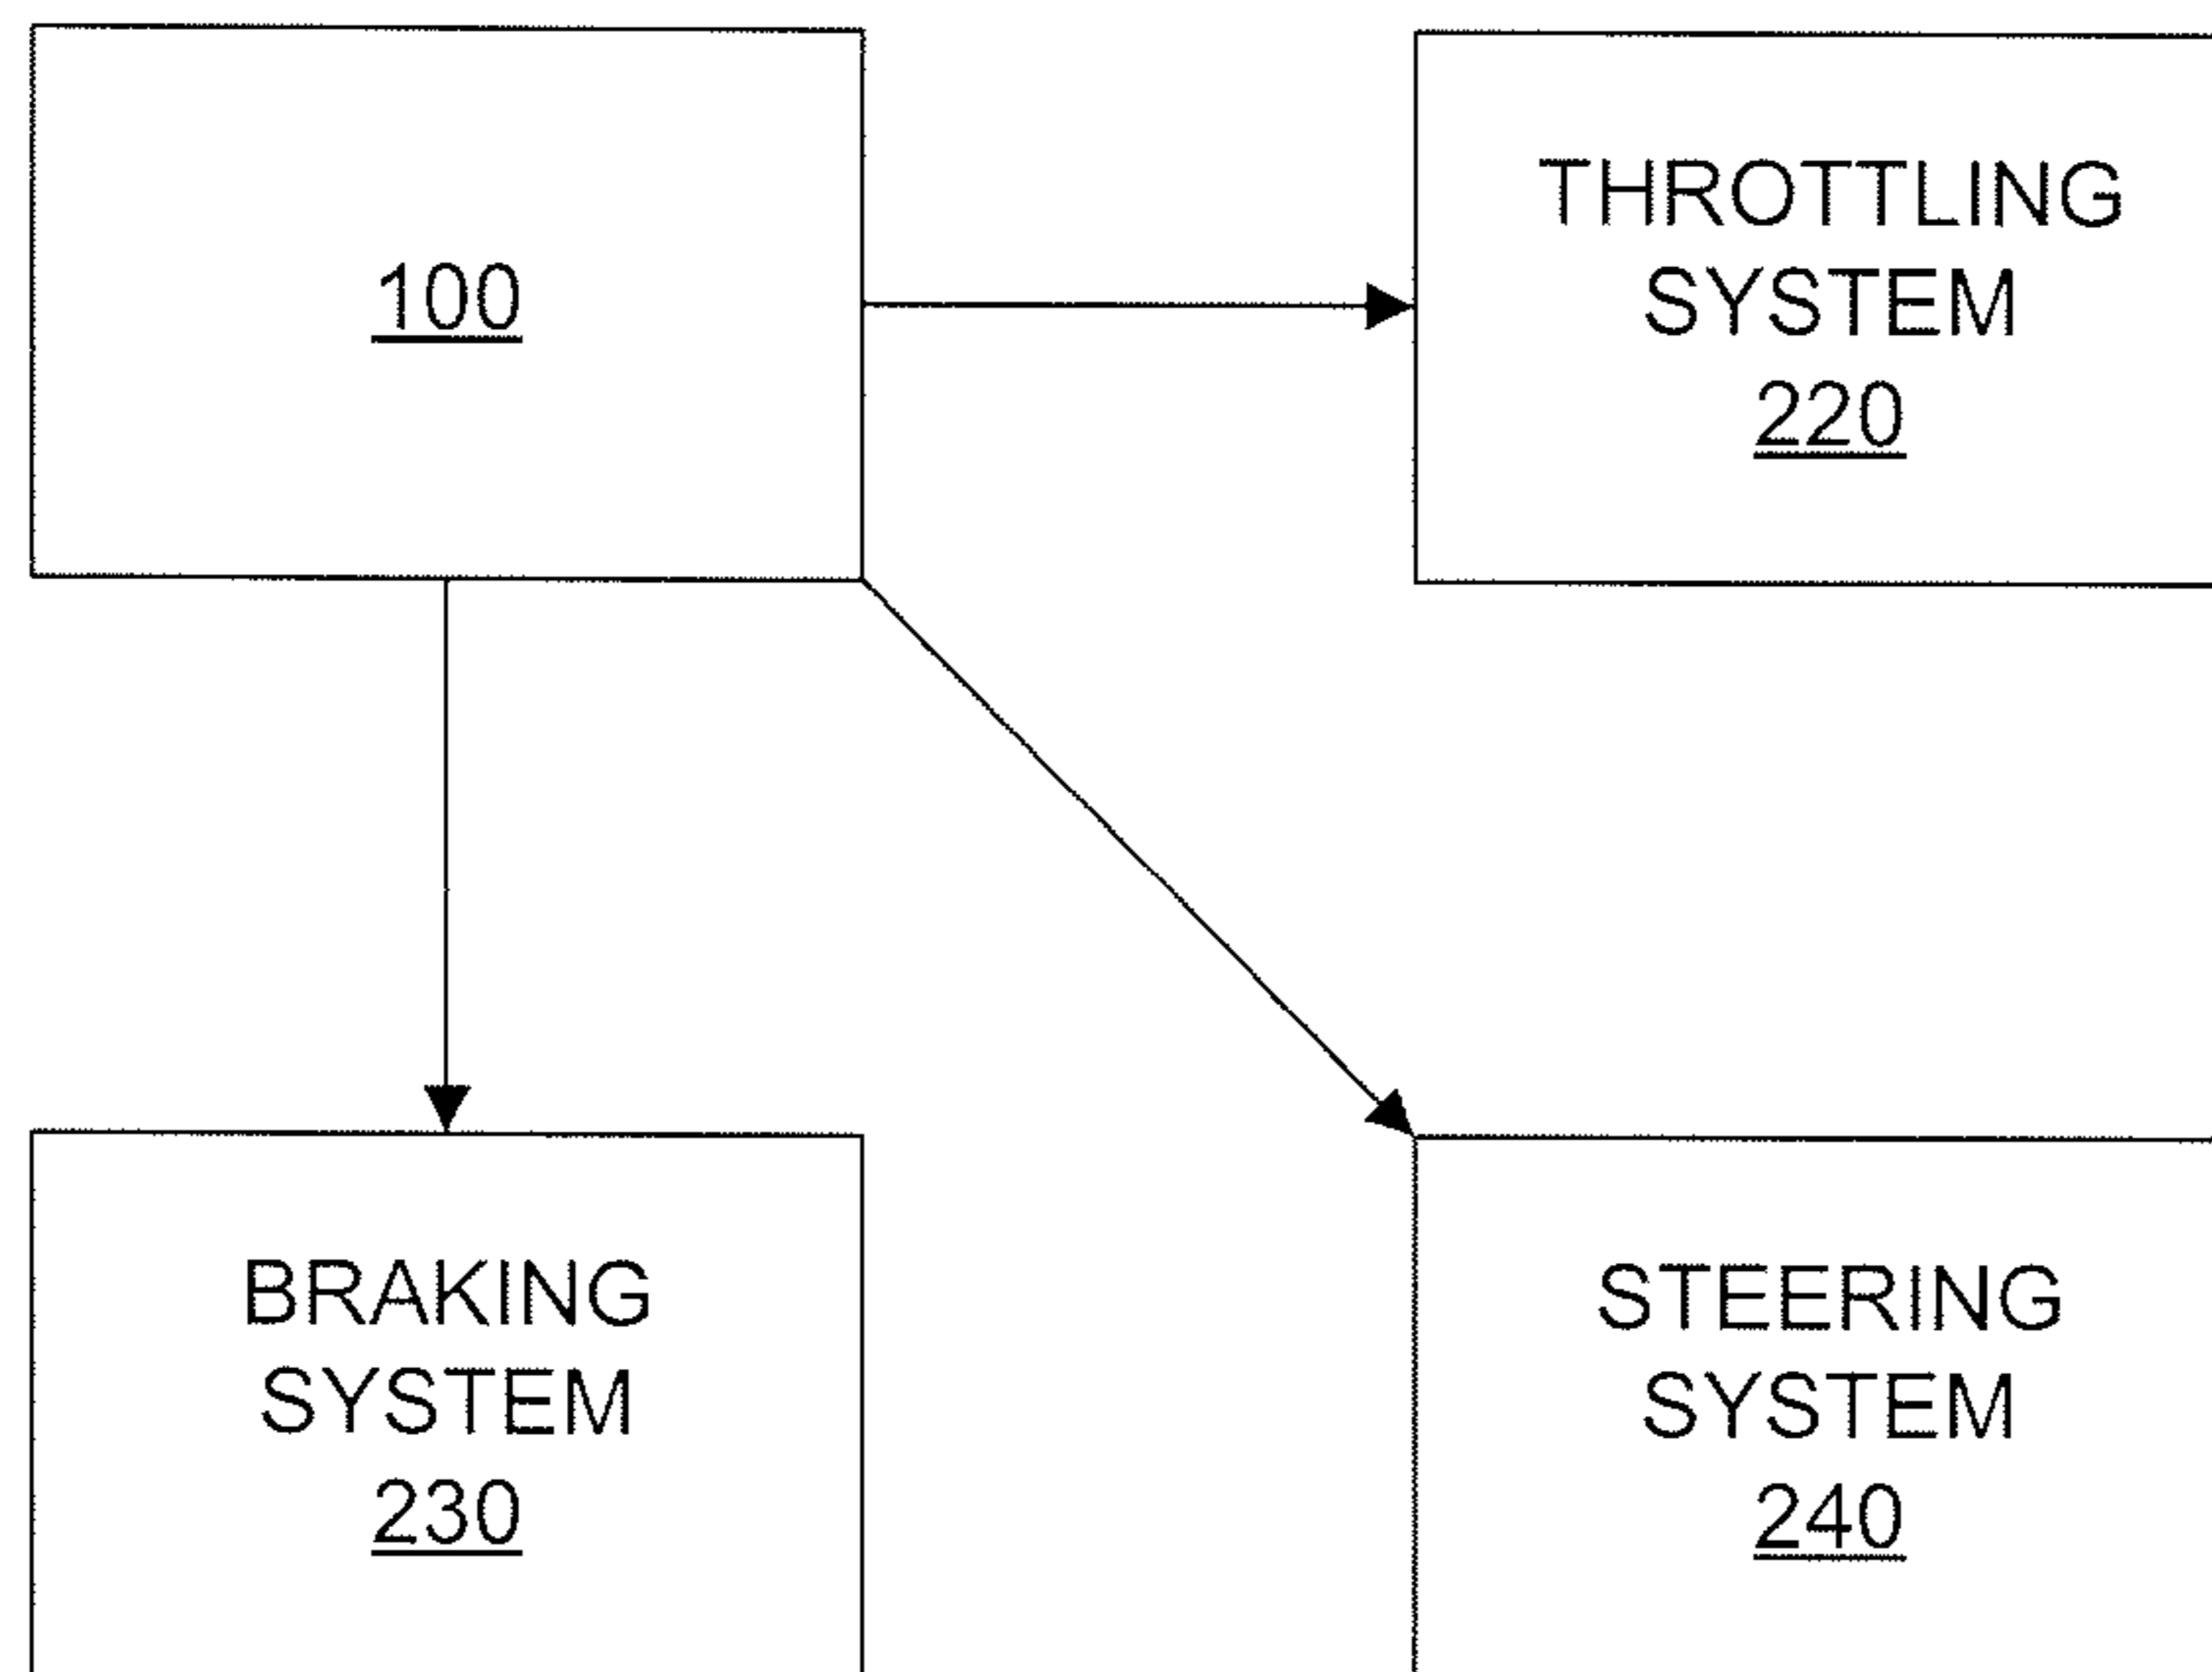 100
THROTTLING
SYSTEM
220
BRAKING
SYSTEM
230
STEERING
SYSTEM
240